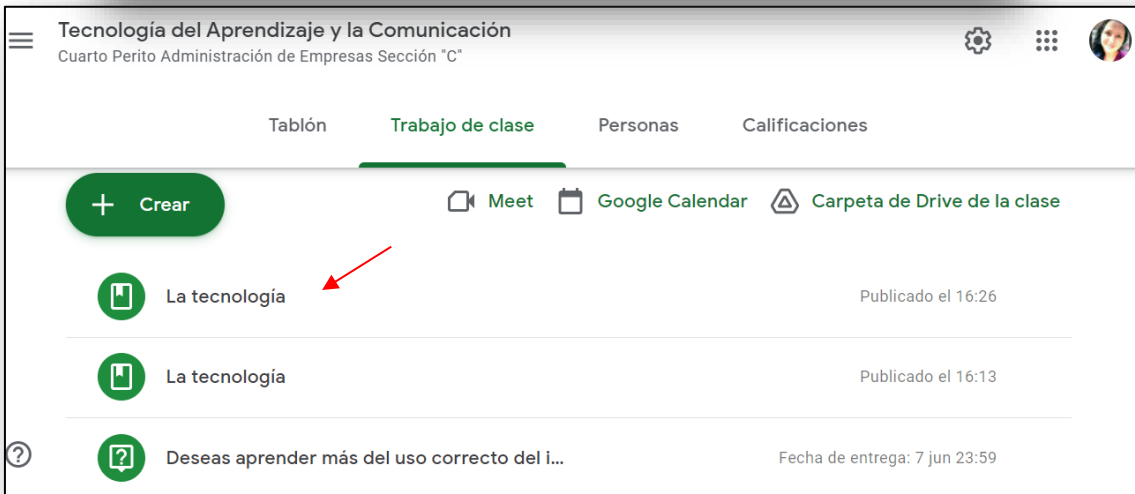 Tecnología del Aprendizaje y la Comunicación
Cuarto Perito Administración de Empresas Sección "C"
Tablón Trabajo de clase Personas Calificaciones
+ Crear Meet Google Calendar Carpeta de Drive de la clase
La tecnología Publicado el 16:26
La tecnología Publicado el 16:13
Deseas aprender más del uso correcto del i... Fecha de entrega: 7 jun 23:59